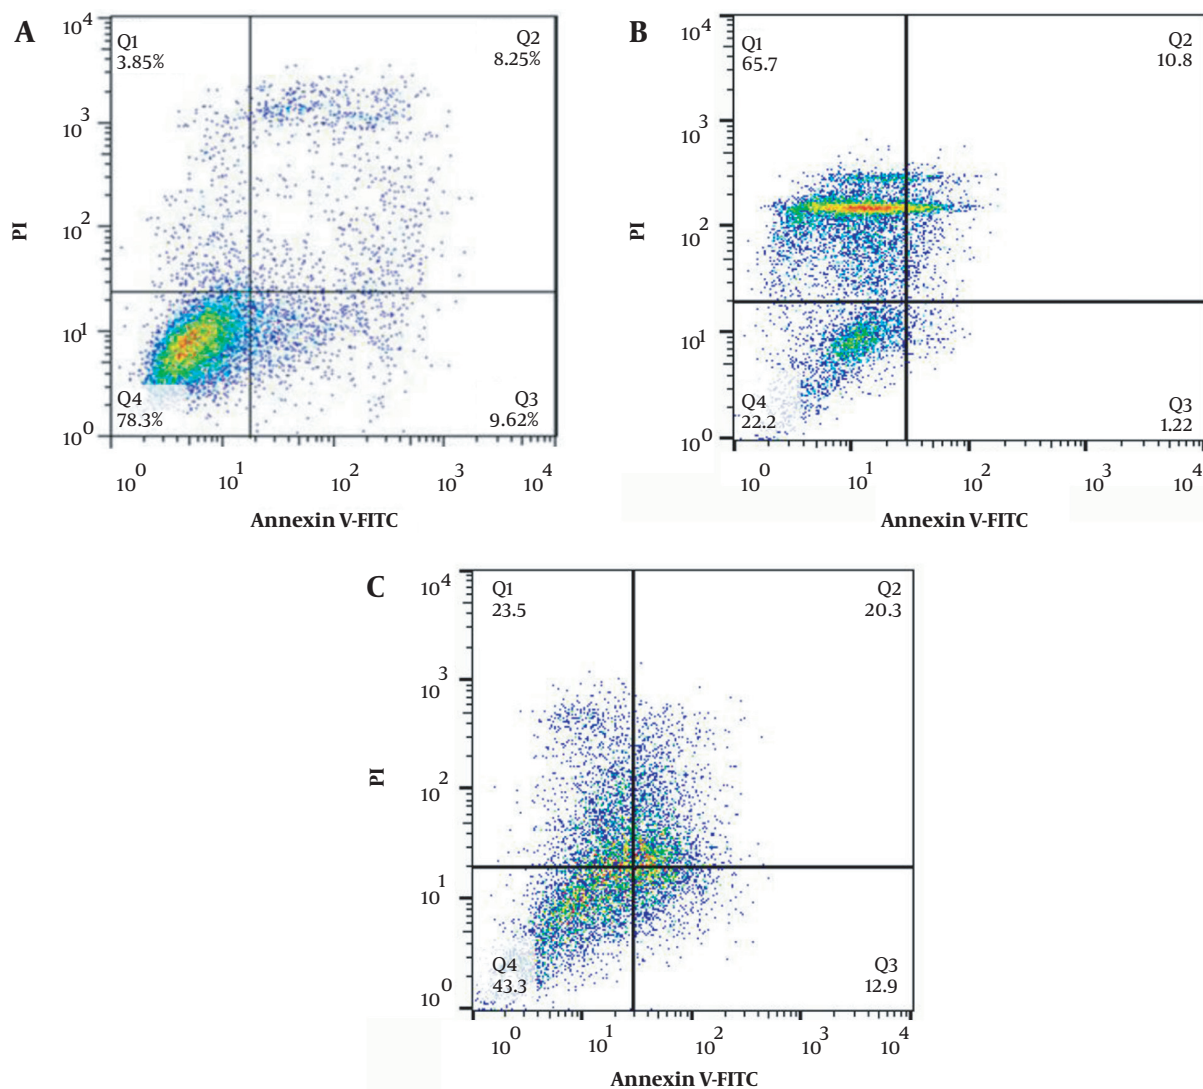 A
10^4
Q1
3.85%
Q2
8.25%
10^3
10^2
PI
10^1
Q4
78.3%
Q3
9.62%
10^0
10^0 10^1 10^2 10^3 10^4
Annexin V-FITC
B
10^4
Q1
65.7
Q2
10.8
10^3
10^2
PI
10^1
Q4
22.2
Q3
1.22
10^0
10^0 10^1 10^2 10^3 10^4
Annexin V-FITC
C
10^4
Q1
23.5
Q2
20.3
10^3
10^2
PI
10^1
Q4
43.3
Q3
12.9
10^0
10^0 10^1 10^2 10^3 10^4
Annexin V-FITC